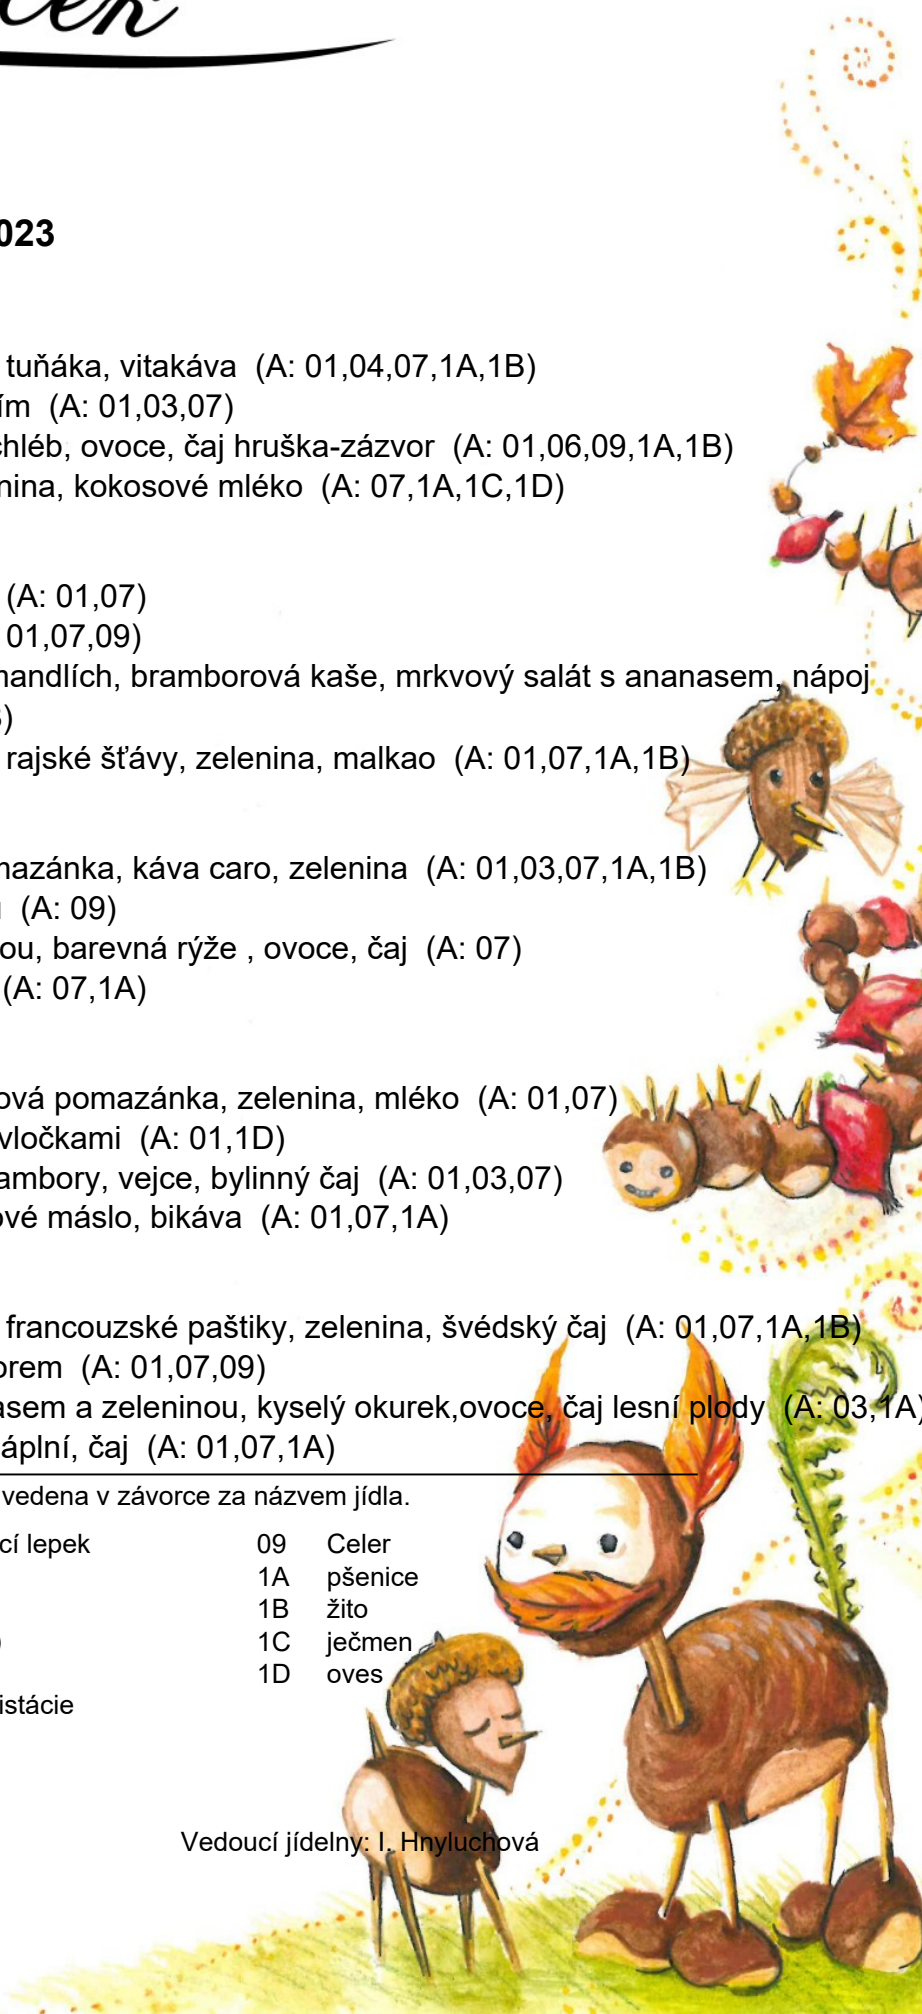 023
tuňáka, vitakáva (A: 01,04,07,1A,1B)
ím (A: 01,03,07)
chléb, ovoce, čaj hruška-zázvor (A: 01,06,09,1A,1B)
nina, kokosové mléko (A: 07,1A,1C,1D)
(A: 01,07)
01,07,09)
mandlích, bramborová kaše, mrkvový salát s ananasem, nápoj
)
rajské šťávy, zelenina, malkao (A: 01,07,1A,1B)
mazánka, káva caro, zelenina (A: 01,03,07,1A,1B)
(A: 09)
ou, barevná rýže , ovoce, čaj (A: 07)
(A: 07,1A)
ová pomazánka, zelenina, mléko (A: 01,07)
vločkami (A: 01,1D)
ambory, vejce, bylinný čaj (A: 01,03,07)
ové máslo, bikáva (A: 01,07,1A)
francouzské paštiky, zelenina, švédský čaj (A: 01,07,1A,1B)
orem (A: 01,07,09)
asem a zeleninou, kyselý okurek,ovoce, čaj lesní plody (A: 03,1A)
áplní, čaj (A: 01,07,1A)
vedena v závorce za názvem jídla.
cí lepek 09 Celer
1A pšenice
1B žito
) 1C ječmen
1D oves
istácie
Vedoucí jídelny: I. Hnyluchová